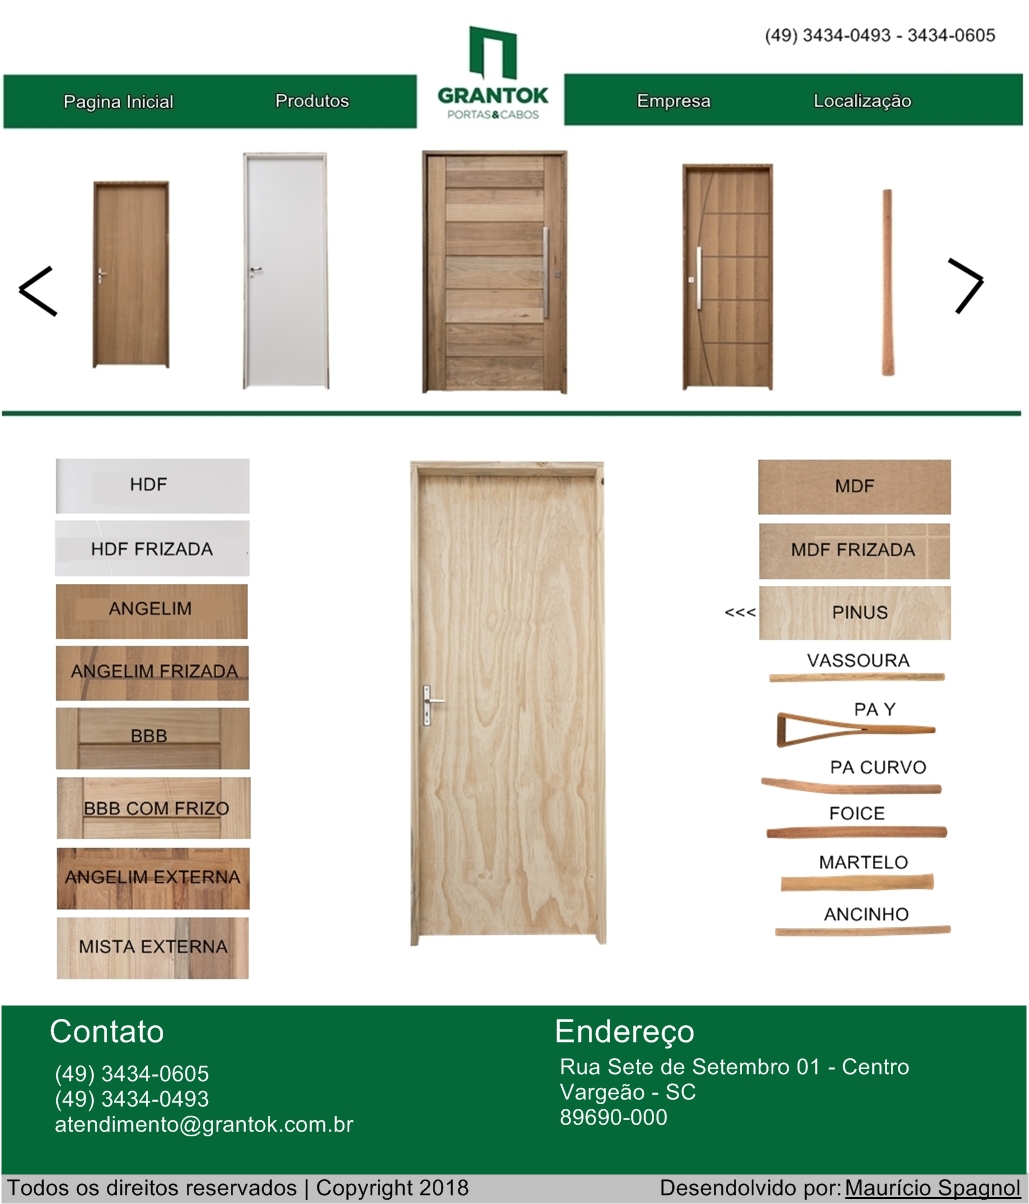 (49) 3434-0493 - 3434-0605
Pagina Inicial
Produtos
GRANTOK
PORTAS&CABOS
Empresa
Localização
HDF
HDF FRIZADA
ANGELIM
ANGELIM FRIZADA
BBB
BBB COM FRIZO
ANGELIM EXTERNA
MISTA EXTERNA
MDF
MDF FRIZADA
<<<
PINUS
VASSOURA
PA Y
PA CURVO
FOICE
MARTELO
ANCINHO
Contato
(49) 3434-0605
(49) 3434-0493
atendimento@grantok.com.br
Endereço
Rua Sete de Setembro 01 - Centro
Vargeão - SC
89690-000
Todos os direitos reservados | Copyright 2018
Desendolvido por: Maurício Spagnol